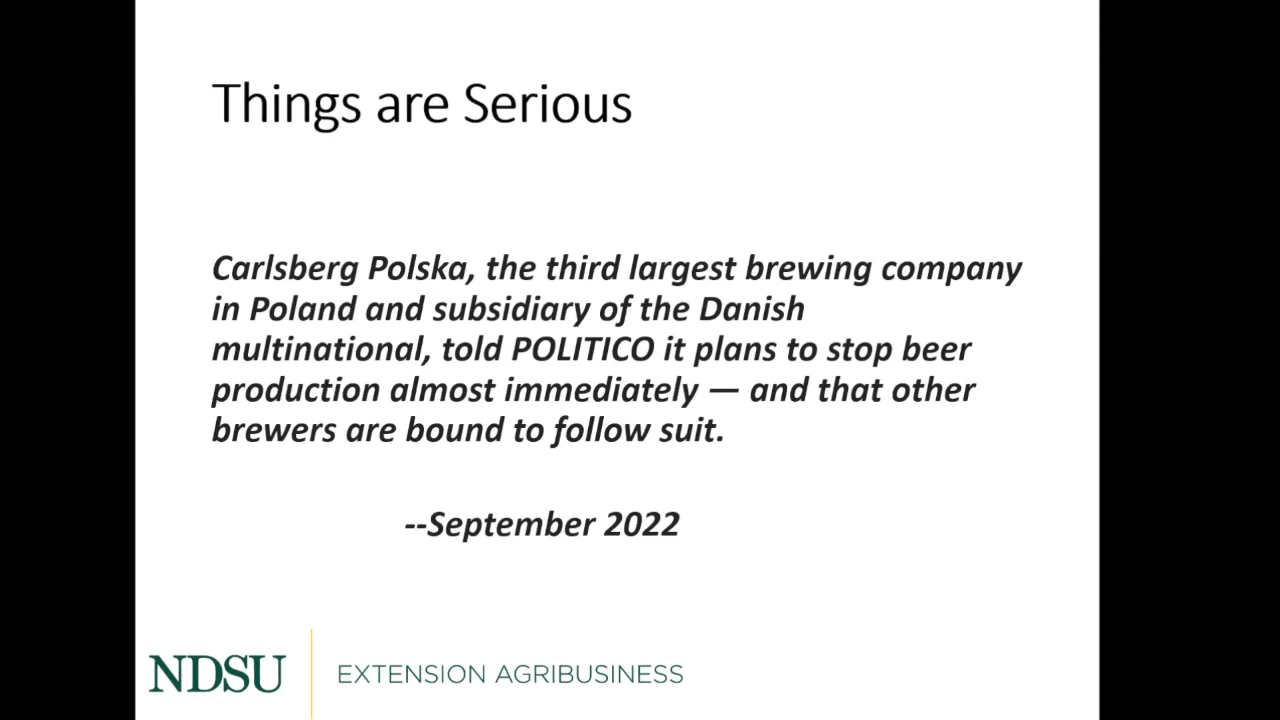 Things are Serious
Carlsberg Polska, the third largest brewing company
in Poland and subsidiary of the Danish
multinational, told POLITICO it plans to stop beer
production almost immediately — and that other
brewers are bound to follow suit.
--September 2022
NDSU
EXTENSION AGRIBUSINESS